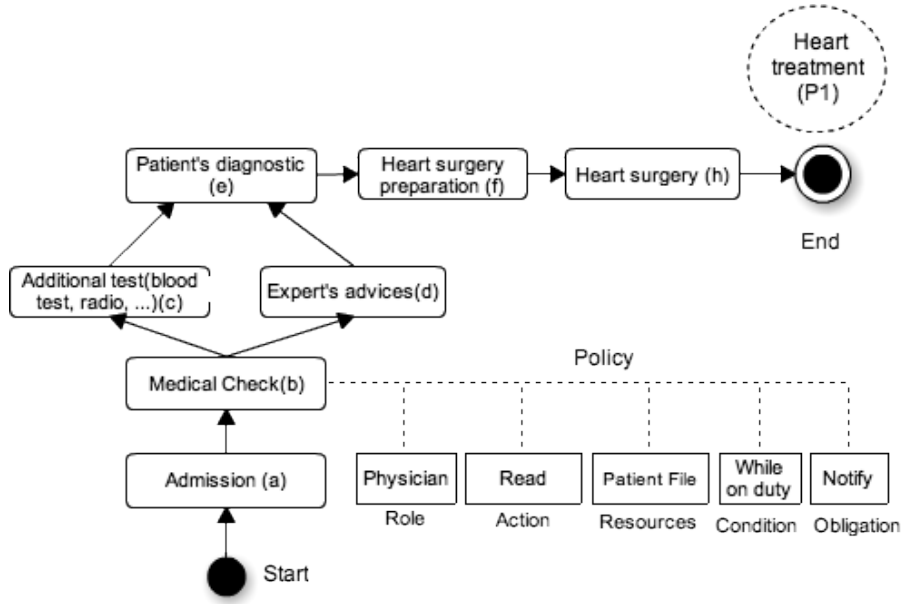 Heart
treatment
(P1)
Patient's diagnostic
(e)
Heart surgery
preparation (f)
Heart surgery (h)
End
Additional test(blood
test, radio, ...)(c)
Expert's advices(d)
Policy
Medical Check(b)
Admission (a)
Physician
Read
Patient File
While
on duty
Notify
Role
Action
Resources
Condition
Obligation
Start